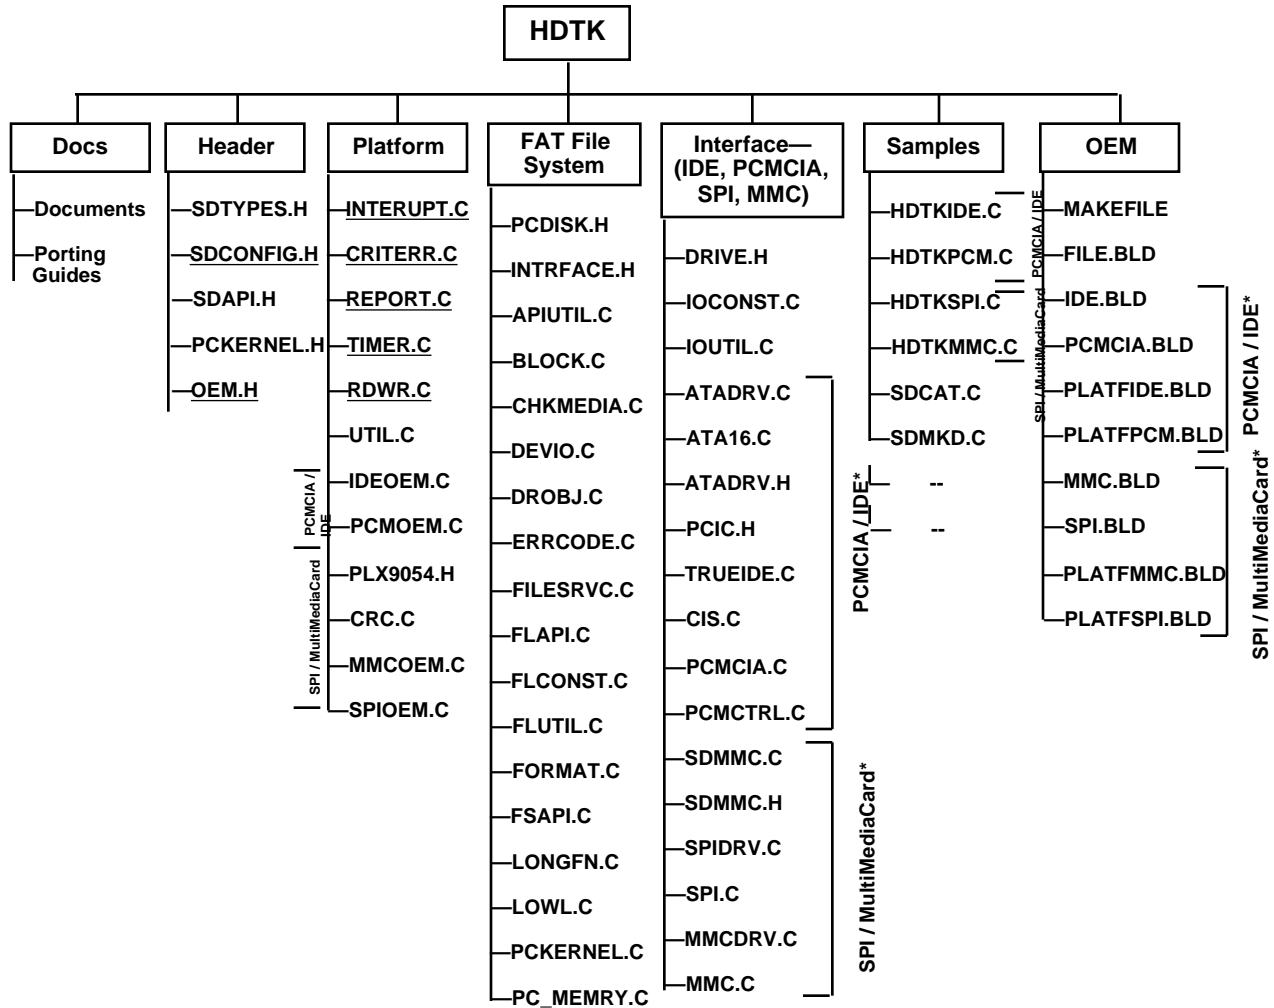 HDTK
Docs
Documents
Porting
Guides
Header
SDTYPES.H
SDCONFIG.H
SDAPI.H
PCKERNEL.H
OEM.H
Platform
INTERUPT.C
CRITERR.C
REPORT.C
TIMER.C
RDWR.C
UTIL.C
IDEOEM.C
PCMOEM.C
PLX9054.H
CRC.C
MMCOEM.C
SPIOEM.C
PCMCIA /
IDE
SPI / MultiMediaCard
FAT File
System
PCDISK.H
INTRFACE.H
APIUTIL.C
BLOCK.C
CHKMEDIA.C
DEVIO.C
DROBJ.C
ERRCODE.C
FILESRVC.C
FLAPI.C
FLCONST.C
FLUTIL.C
FORMAT.C
FSAPI.C
LONGFN.C
LOWL.C
PCKERNEL.C
PC_MEMRY.C
Interface—
(IDE, PCMCIA,
SPI, MMC)
DRIVE.H
IOCONST.C
IOUTIL.C
ATADRV.C
ATA16.C
ATADRV.H
PCIC.H
TRUEIDE.C
CIS.C
PCMCIA.C
PCMCTRL.C
SDMMC.C
SDMMC.H
SPIDRV.C
SPI.C
MMCDRV.C
MMC.C
PCMCIA / IDE*
SPI / MultiMediaCard*
Samples
HDTKIDE.C
HDTKPCM.C
HDTKSPI.C
HDTKMMC.C
SDCAT.C
SDMKD.C
--
--
PCMCIA / IDE
SPI / MultiMediaCard
OEM
MAKEFILE
FILE.BLD
IDE.BLD
PCMCIA.BLD
PLATFIDE.BLD
PLATFPCM.BLD
MMC.BLD
SPI.BLD
PLATFMMC.BLD
PLATFSPI.BLD
PCMCIA / IDE*
SPI / MultiMediaCard*